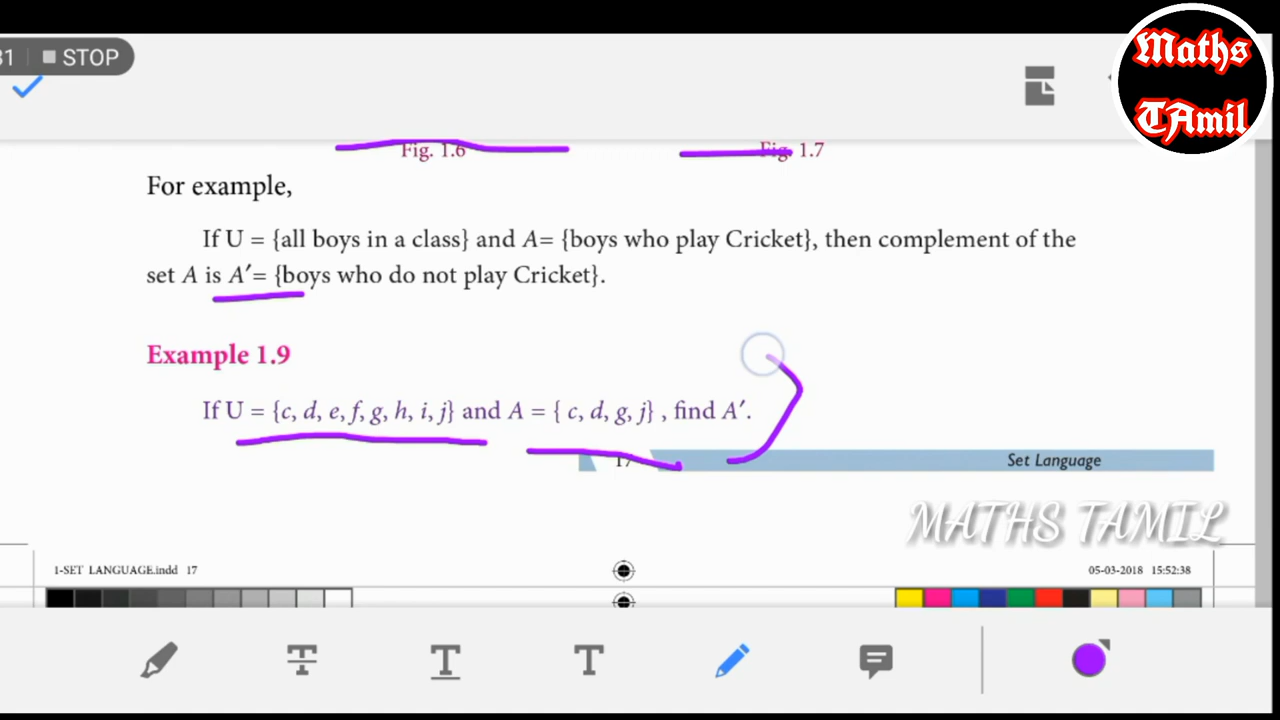 31 STOP
Maths
TAmil
Fig. 1.6 Fig. 1.7
For example,
If U = {all boys in a class} and A= {boys who play Cricket}, then complement of the
set A is A′= {boys who do not play Cricket}.
Example 1.9
If U = {c, d, e, f, g, h, i, j} and A = { c, d, g, j} , find A′.
17 Set Language
MATHS TAMIL
1-SET LANGUAGE.indd 17 05-03-2018 15:52:38
T T T